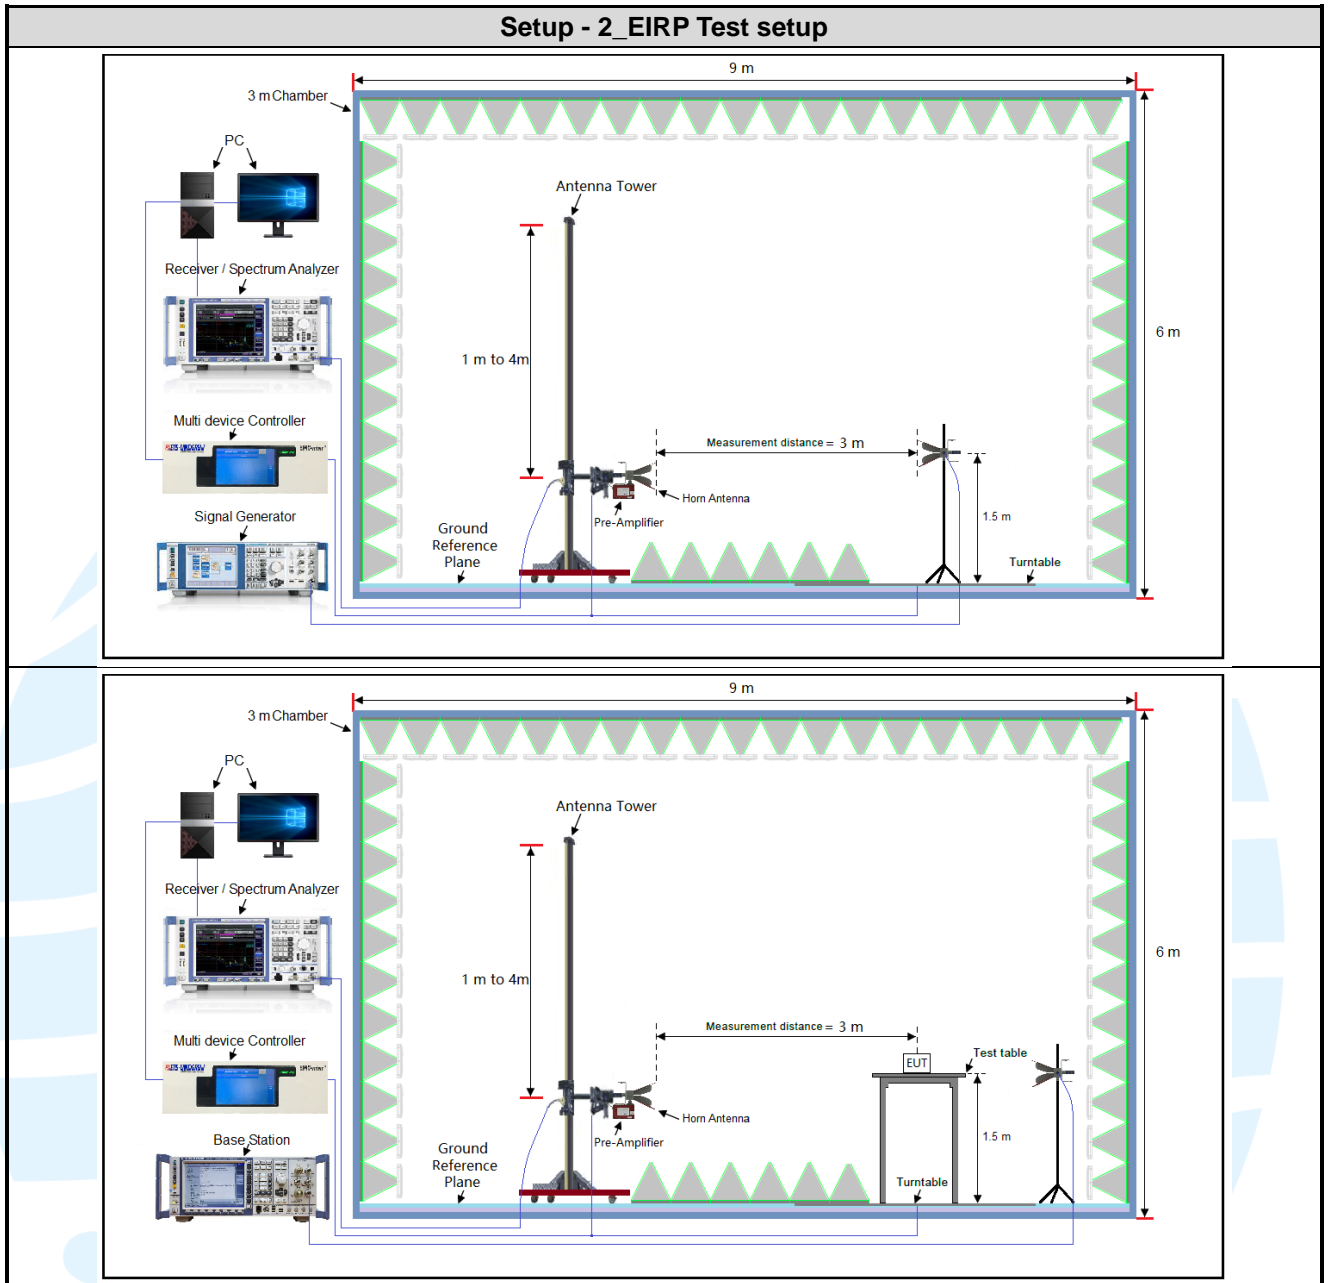 Setup - 2_EIRP Test setup
9 m
3 m Chamber
PC
Antenna Tower
Receiver / Spectrum Analyzer
6 m
1 m to 4m
Multi device Controller
Measurement distance = 3 m
Horn Antenna
Signal Generator
1.5 m
Pre-Amplifier
Ground
Reference
Plane
Turntable
9 m
3 m Chamber
PC
Antenna Tower
Receiver / Spectrum Analyzer
6 m
1 m to 4m
Measurement distance = 3 m
Multi device Controller
Test table
EUT
Horn Antenna
Base Station
Pre-Amplifier
1.5 m
Ground
Reference
Plane
Turntable